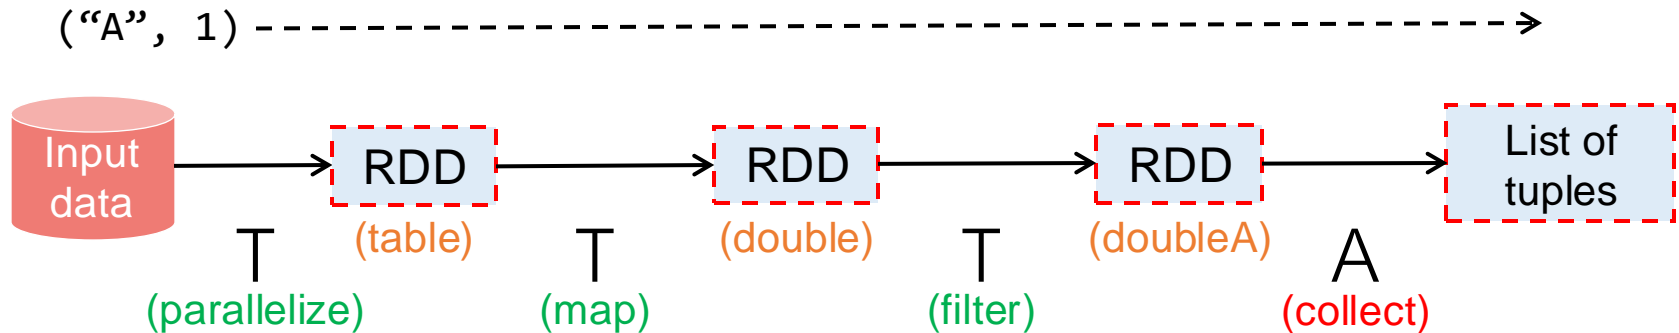 (“A”, 1)
Input
data
RDD
RDD
RDD
List of
tuples
(table)
(double)
(doubleA)
T
T
T
A
(parallelize)
(map)
(filter)
(collect)